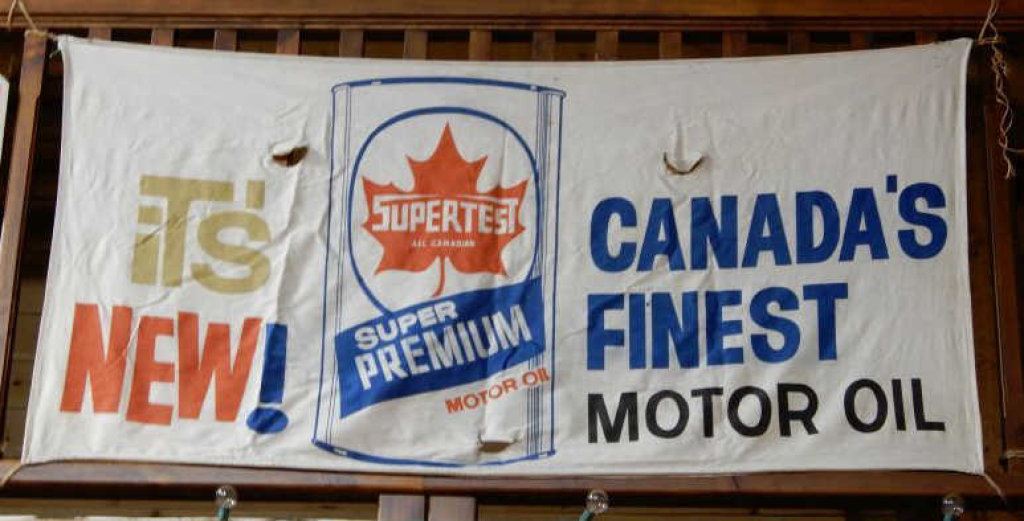 iT'S
NEW!
SUPERTEST
ALL CANADIAN
SUPER
PREMIUM
MOTOR OIL
CANADA'S
FINEST
MOTOR OIL